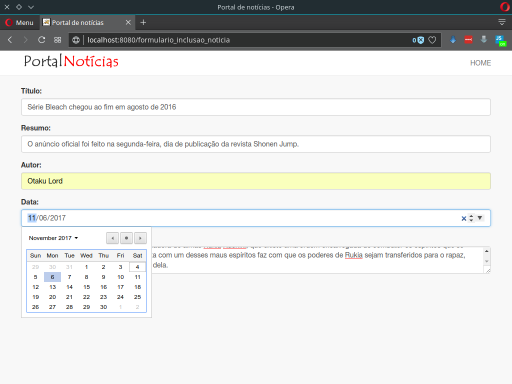 Portal de notícias - Opera
Menu
Portal de notícias
localhost:8080/formulario_inclusao_noticia
0
PortalNotícias
HOME
Título:
Série Bleach chegou ao fim em agosto de 2016
Resumo:
O anúncio oficial foi feito na segunda-feira, dia de publicação da revista Shonen Jump.
Autor:
Otaku Lord
Data:
11/06/2017
November 2017
a com um desses maus espíritos faz com que os poderes de Rukia sejam transferidos para o rapaz,
dela.
Sun Mon Tue Wed Thu Fri Sat
29 30 31 1 2 3 4
5 6 7 8 9 10 11
12 13 14 15 16 17 18
19 20 21 22 23 24 25
26 27 28 29 30 1 2